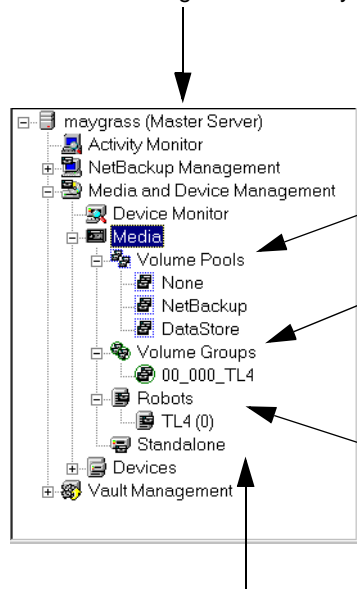 maygrass (Master Server)
Activity Monitor
NetBackup Management
Media and Device Management
Device Monitor
Media
Volume Pools
None
NetBackup
DataStore
Volume Groups
00_000_TL4
Robots
TL4 (0)
Standalone
Devices
Vault Management